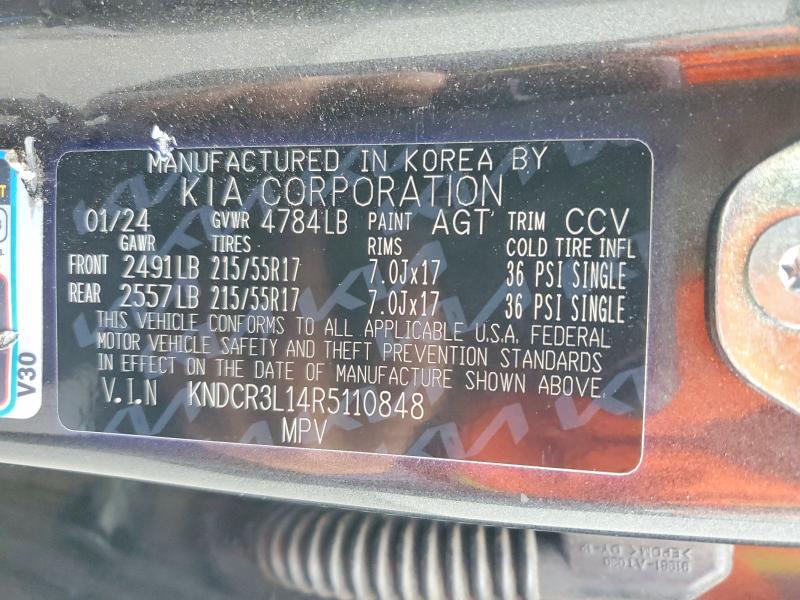 MANUFACTURED IN KOREA BY
KIA CORPORATION
01/24 GVWR 4784LB PAINT AGT TRIM CCV
GAWR TIRES RIMS COLD TIRE INFL
FRONT 2491LB 215/55R17 7.0Jx17 36 PSI SINGLE
REAR 2557LB 215/55R17 7.0Jx17 36 PSI SINGLE
THIS VEHICLE CONFORMS TO ALL APPLICABLE U.S.A. FEDERAL
MOTOR VEHICLE SAFETY AND THEFT PREVENTION STANDARDS
IN EFFECT ON THE DATE OF MANUFACTURE SHOWN ABOVE.
V.I.N KNDCR3L14R5110848
MPV
V30
91981-AT020
>EPDM<